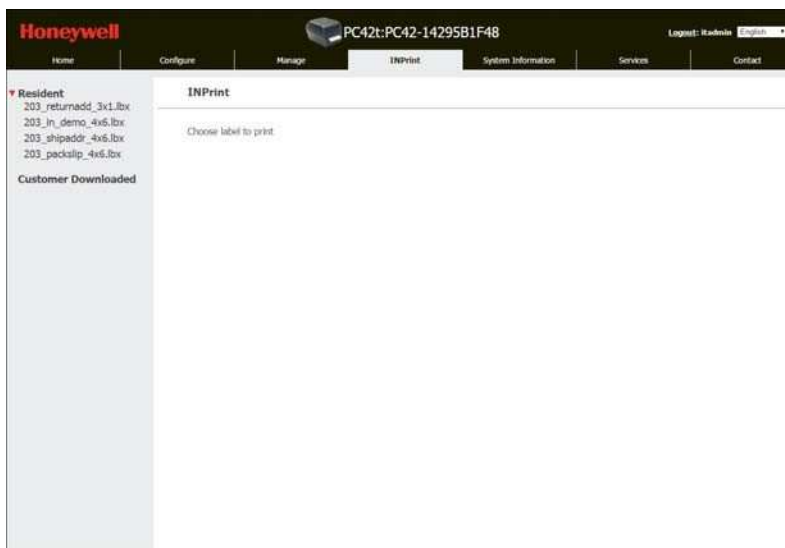 Honeywell
PC42t:PC42-14295B1F48
Logout: itadmin English
Home Configure Manage INPrint System Information Services Contact
Resident
203_returnadd_3x1.lbx
203_in_demo_4x6.lbx
203_shipaddr_4x6.lbx
203_packslip_4x6.lbx
Customer Downloaded
INPrint
Choose label to print